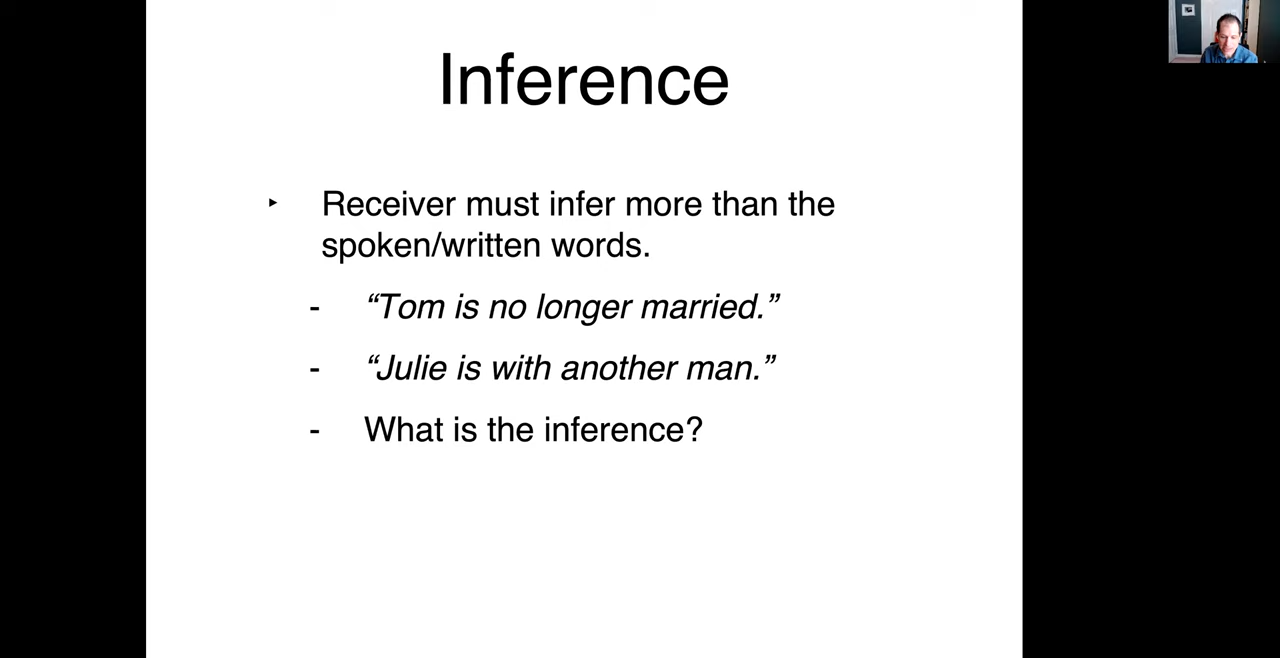 Inference
‣ Receiver must infer more than the
spoken/written words.
- “Tom is no longer married.”
- “Julie is with another man.”
- What is the inference?